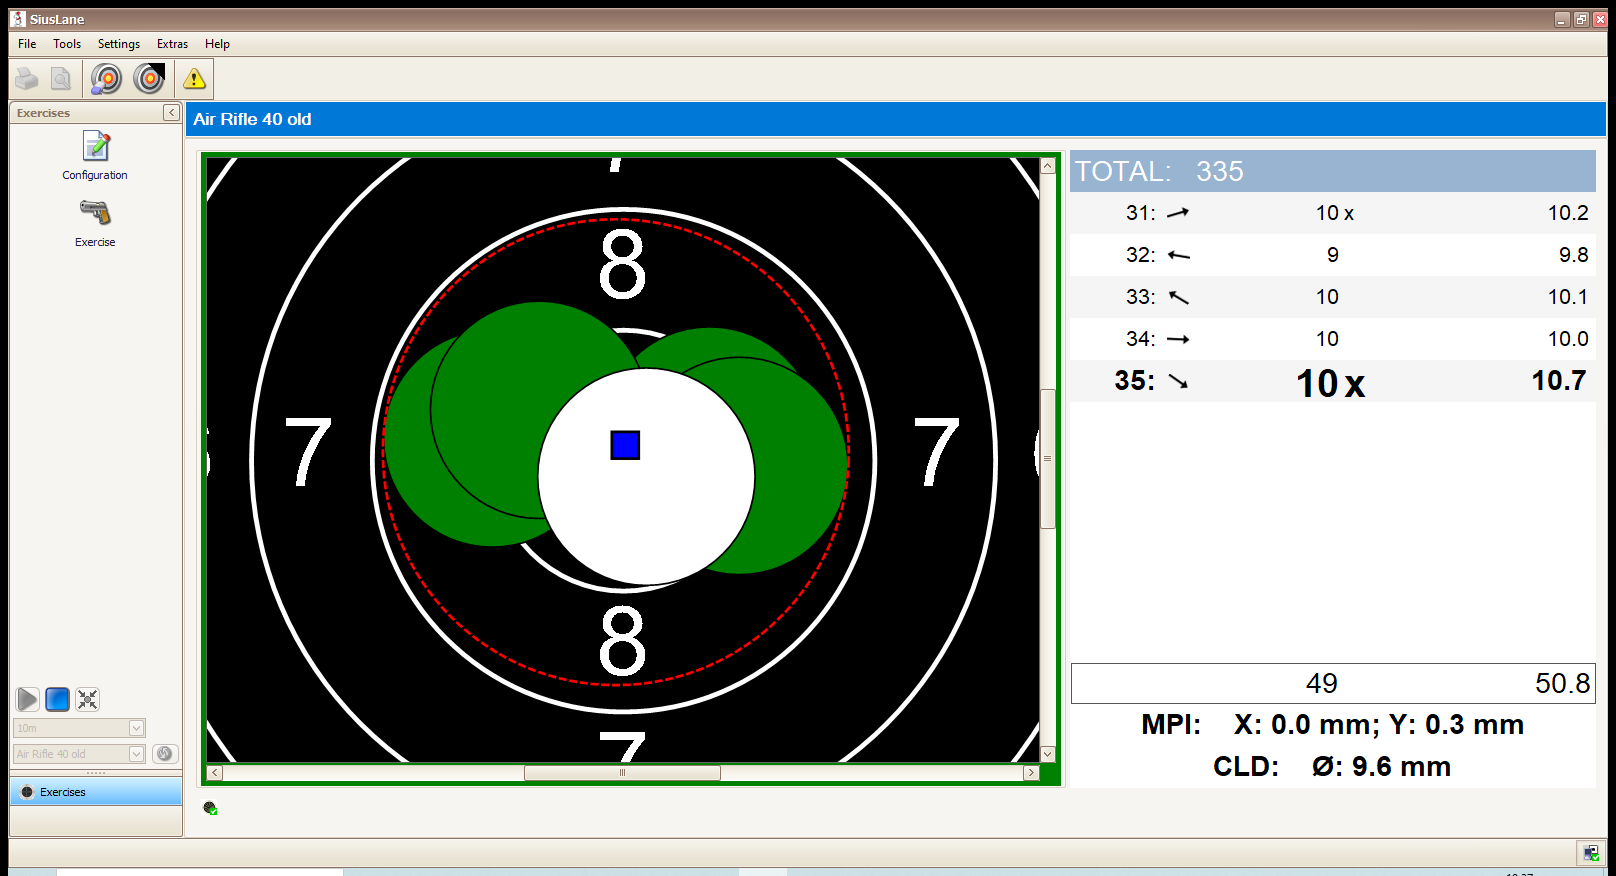 SiusLane
File Tools Settings Extras Help
Exercises
Configuration
Exercise
10m
Air Rifle 40 old
Exercises
Air Rifle 40 old
7
8
7 7
8
7
TOTAL: 335
31: 10 x 10.2
32: 9 9.8
33: 10 10.1
34: 10 10.0
35: 10 x 10.7
49 50.8
MPI: X: 0.0 mm; Y: 0.3 mm
CLD: Ø: 9.6 mm